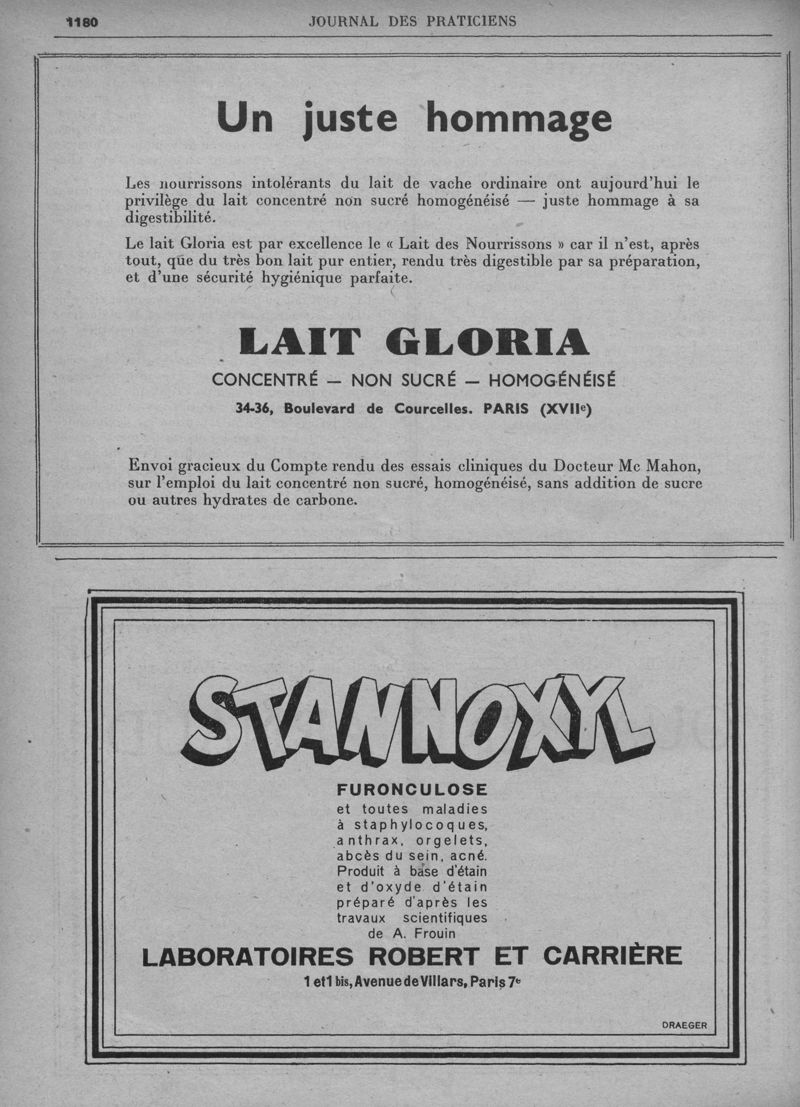 1180
JOURNAL DES PRATICIENS
Un juste hommage
Les nourrissons intolérants du lait de vache ordinaire ont aujourd'hui le
privilège du lait concentré non sucré homogénéisé — juste hommage à sa
digestibilité.
Le lait Gloria est par excellence le « Lait des Nourrissons » car il n'est, après
tout, que du très bon lait pur entier, rendu très digestible par sa préparation,
et d'une sécurité hygiénique parfaite.
LAIT GLORIA
CONCENTRÉ — NON SUCRÉ — HOMOGÉNÉISÉ
34-36, Boulevard de Courcelles. PARIS (XVIIe)
Envoi gracieux du Compte rendu des essais cliniques du Docteur Mc Mahon,
sur l'emploi du lait concentré non sucré, homogénéisé, sans addition de sucre
ou autres hydrates de carbone.
STANNOXYL
FURONCULOSE
et toutes maladies
à staphylocoques,
anthrax, orgelets,
abcès du sein, acné.
Produit à base d'étain
et d'oxyde d'étain
préparé d'après les
travaux scientifiques
de A. Frouin
LABORATOIRES ROBERT ET CARRIÈRE
1 et 1 bis, Avenue de Villars, Paris 7e
DRAEGER